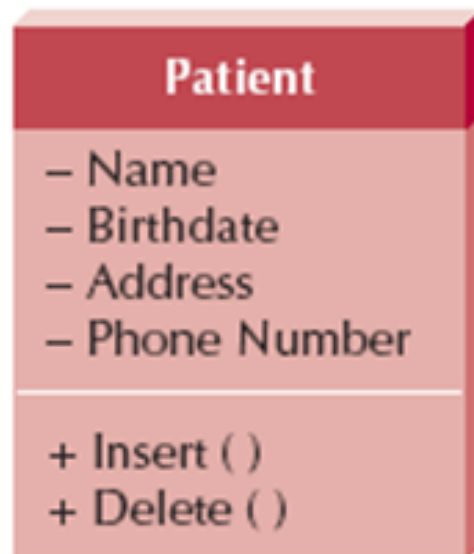 Patient
– Name
– Birthdate
– Address
– Phone Number
+ Insert ( )
+ Delete ( )